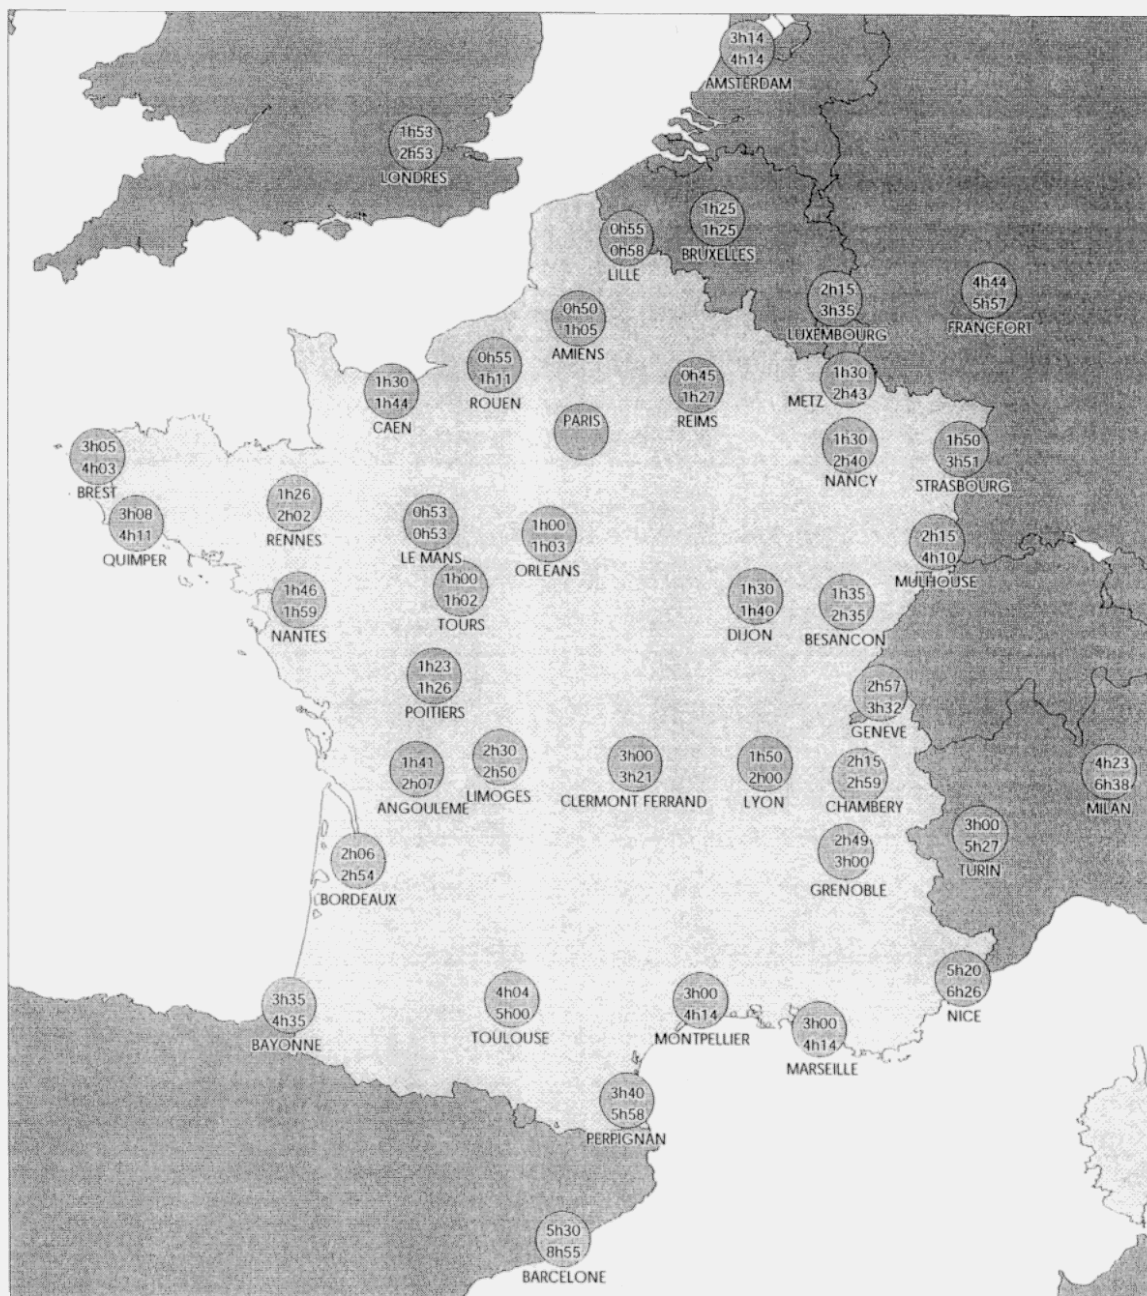 3h14
4h14
AMSTERDAM
1h53
2h53
LONDRES
1h25
1h25
BRUXELLES
0h55
0h58
LILLE
4h44
5h57
FRANCFORT
2h15
3h35
LUXEMBOURG
0h50
1h05
AMIENS
0h55
1h11
ROUEN
1h30
1h44
CAEN
0h45
1h27
REIMS
1h30
2h43
METZ
PARIS
1h30
2h40
NANCY
1h50
3h51
STRASBOURG
3h05
4h03
BREST
3h08
4h11
QUIMPER
1h26
2h02
RENNES
0h53
0h53
LE MANS
1h00
1h03
ORLEANS
2h15
4h10
MULHOUSE
1h46
1h59
NANTES
1h00
1h02
TOURS
1h30
1h40
DIJON
1h35
2h35
BESANCON
1h23
1h26
POITIERS
2h57
3h32
GENEVE
1h41
2h07
ANGOULEME
2h30
2h50
LIMOGES
3h00
3h21
CLERMONT FERRAND
1h50
2h00
LYON
2h15
2h59
CHAMBERY
4h23
6h38
MILAN
3h00
5h27
TURIN
2h06
2h54
BORDEAUX
2h49
3h00
GRENOBLE
5h20
6h26
NICE
3h35
4h35
BAYONNE
4h04
5h00
TOULOUSE
3h00
4h14
MONTPELLIER
3h00
4h14
MARSEILLE
3h40
5h58
PERPIGNAN
5h30
8h55
BARCELONE